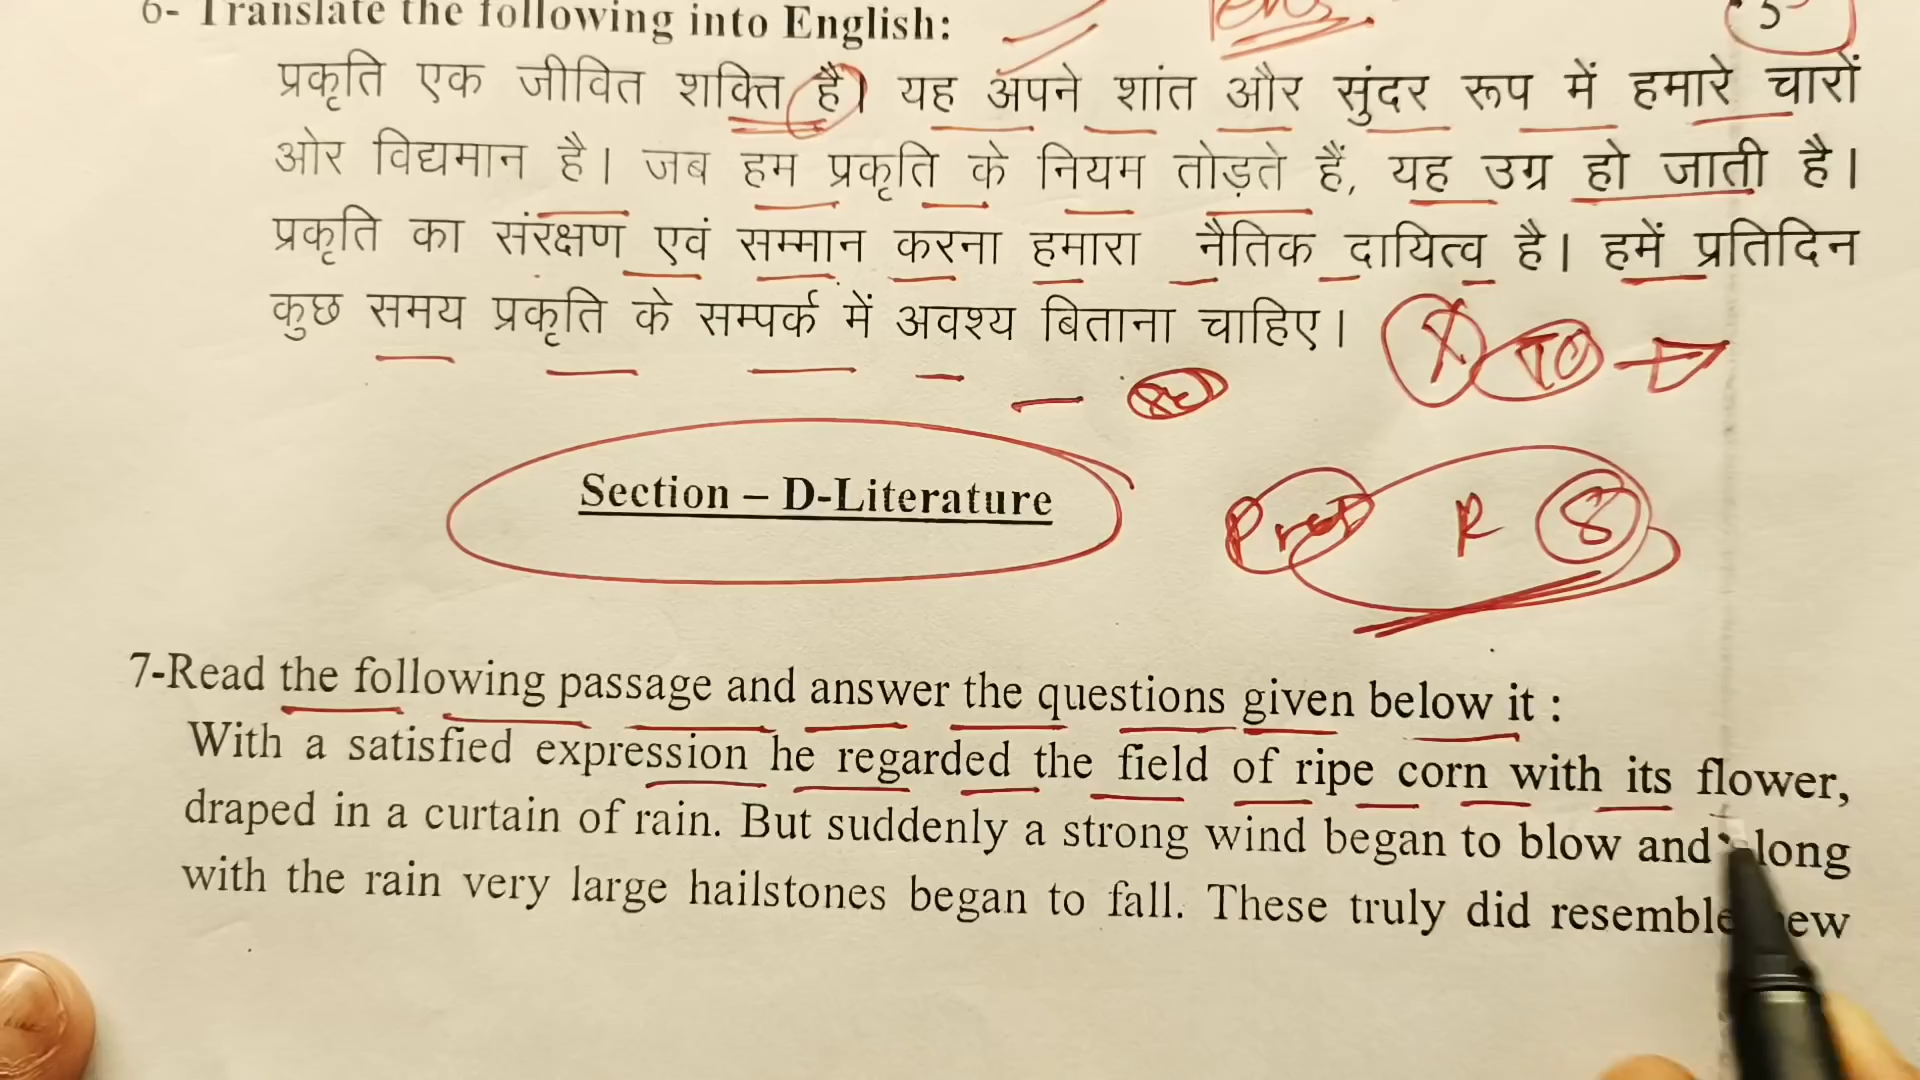 6- Translate the following into English:
5
प्रकृति एक जीवित शक्ति है। यह अपने शांत और सुंदर रूप में हमारे चारों
ओर विद्यमान है। जब हम प्रकृति के नियम तोड़ते हैं, यह उग्र हो जाती है।
प्रकृति का संरक्षण एवं सम्मान करना हमारा नैतिक दायित्व है। हमें प्रतिदिन
कुछ समय प्रकृति के सम्पर्क में अवश्य बिताना चाहिए।
Section – D-Literature
R 8
7-Read the following passage and answer the questions given below it :
With a satisfied expression he regarded the field of ripe corn with its flower,
draped in a curtain of rain. But suddenly a strong wind began to blow and long
with the rain very large hailstones began to fall. These truly did resemble